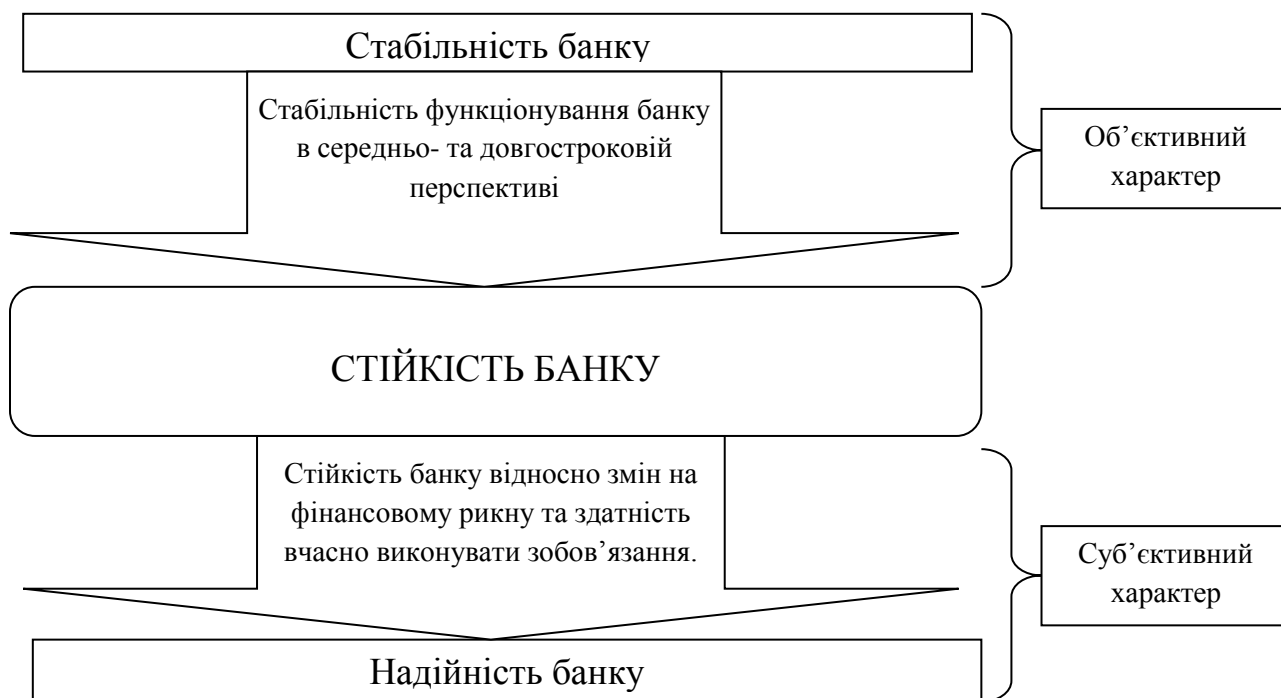 Стабільність банку
Стабільність функціонування банку
в середньо- та довгостроковій
перспективі
Об’єктивний
характер
СТІЙКІСТЬ БАНКУ
Стійкість банку відносно змін на
фінансовому рикну та здатність
вчасно виконувати зобов’язання.
Суб’єктивний
характер
Надійність банку